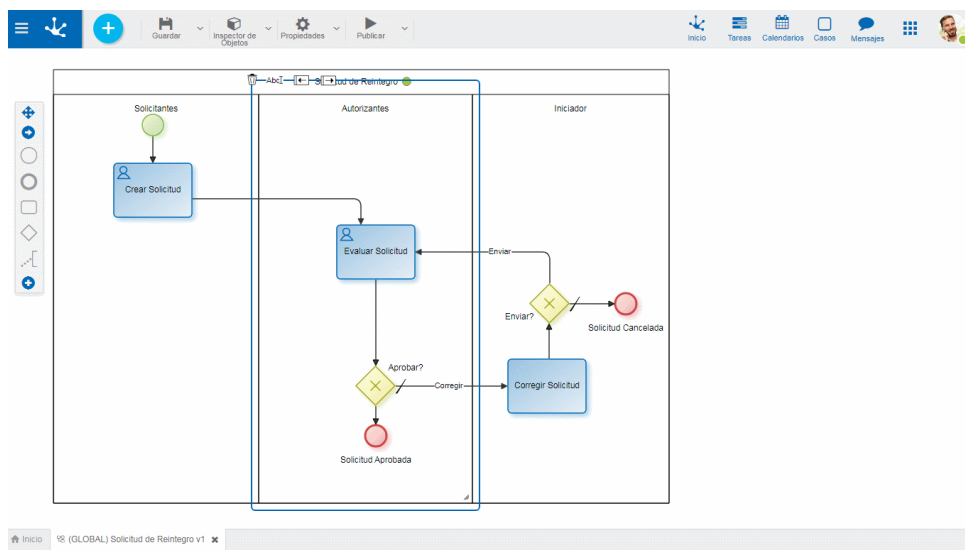 Guardar
Inspector de
Objetos
Propiedades
Publicar
Inicio
Tareas
Calendarios
Casos
Mensajes
Abc
Solicitud de Reintegro
Solicitantes
Autorizantes
Iniciador
Crear Solicitud
Evaluar Solicitud
Enviar
Enviar?
Solicitud Cancelada
Aprobar?
Corregir
Corregir Solicitud
Solicitud Aprobada
Inicio
(GLOBAL) Solicitud de Reintegro v1